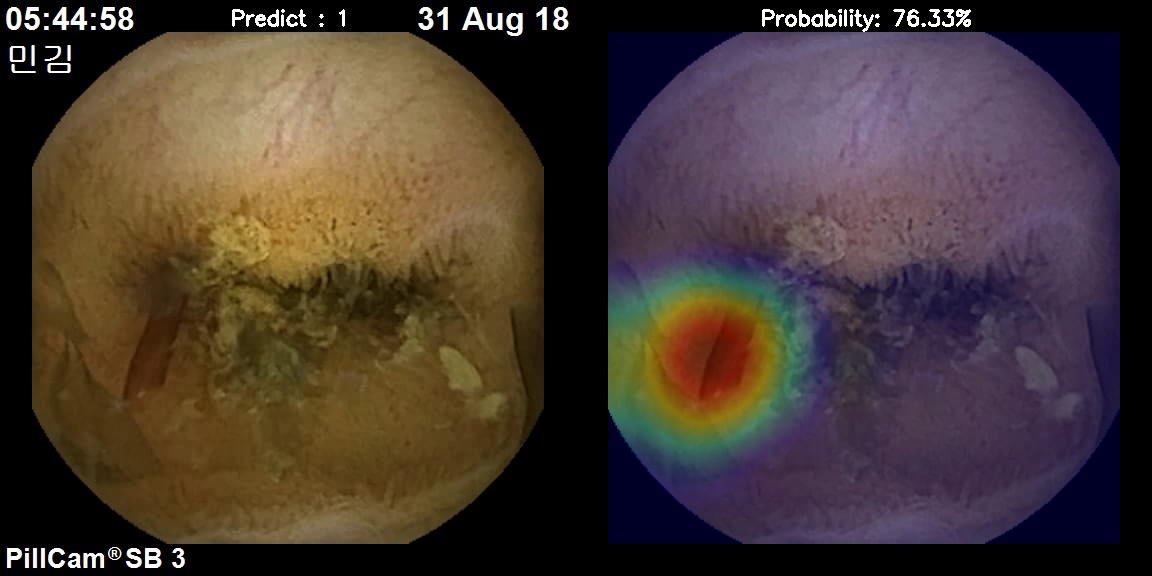 05:44:58
Predict : 1
31 Aug 18
Probability: 76.33%
민김
PillCam® SB 3